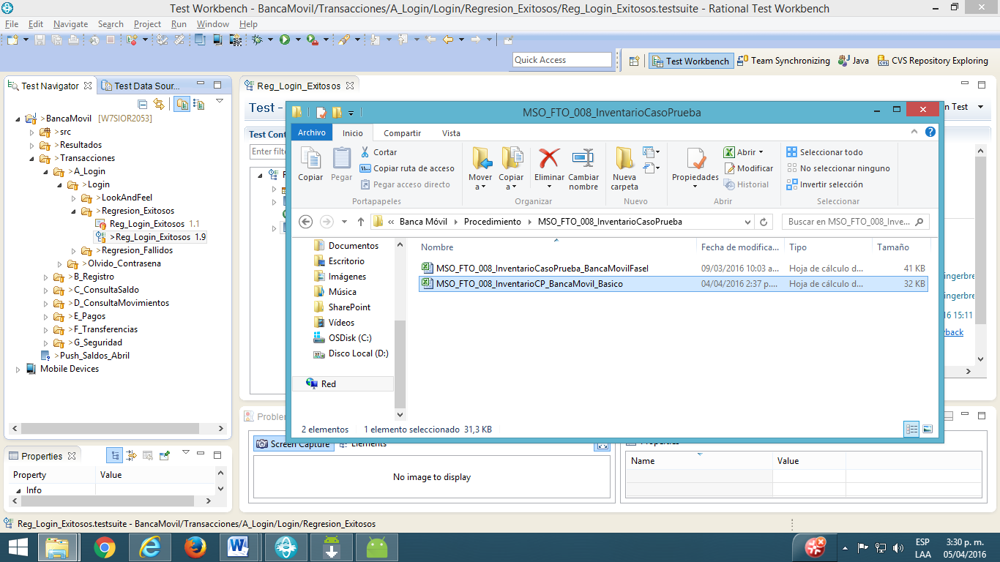 Test Workbench - BancaMovil/Transacciones/A_Login/Login/Regresion_Exitosos/Reg_Login_Exitosos.testsuite - Rational Test Workbench
File Edit Navigate Search Project Run Window Help
Quick Access
Test Workbench Team Synchronizing Java CVS Repository Exploring
Test Navigator
Test Data Sour...
>BancaMovil [W7SIOR2053]
>src
>Resultados
>Transacciones
>A_Login
>Login
>LookAndFeel
>Regresion_Exitosos
Reg_Login_Exitosos 1.1
>Reg_Login_Exitosos 1.9
>Regresion_Fallidos
>Olvido_Contrasena
>B_Registro
>C_ConsultaSaldo
>D_ConsultaMovimientos
>E_Pagos
>F_Transferencias
>G_Seguridad
>Push_Saldos_Abril
Mobile Devices
Properties
Property Value
Info
Reg_Login_Exitosos
Test -
n Test
Test Cont
Enter filte
MSO_FTO_008_InventarioCasoPrueba
Archivo Inicio Compartir Vista
Copiar
Pegar
Cortar
Copiar ruta de acceso
Pegar acceso directo
Portapapeles
Mover a
Copiar a
Eliminar
Cambiar nombre
Organizar
Nueva carpeta
Nuevo
Propiedades
Abrir
Modificar
Historial
Abrir
Seleccionar todo
No seleccionar ninguno
Invertir selección
Seleccionar
« Banca Móvil Procedimiento MSO_FTO_008_InventarioCasoPrueba
Buscar en MSO_FTO_008_Inve...
Documentos
Escritorio
Imágenes
Música
SharePoint
Vídeos
OSDisk (C:)
Disco Local (D:)
Red
Nombre Fecha de modifica... Tipo Tamaño
MSO_FTO_008_InventarioCasoPrueba_BancaMovilFaseI 09/03/2016 10:03 a... Hoja de cálculo d... 41 KB
MSO_FTO_008_InventarioCP_BancaMovil_Basico 04/04/2016 2:37 p.... Hoja de cálculo d... 32 KB
2 elementos 1 elemento seleccionado 31,3 KB
ingerbre
ingerbre
16 15:11
yback
Problem
Screen Capture Elements
No image to display
Properties
Name Value
Reg_Login_Exitosos.testsuite - BancaMovil/Transacciones/A_Login/Login/Regresion_Exitosos
ESP
LAA
3:30 p. m.
05/04/2016